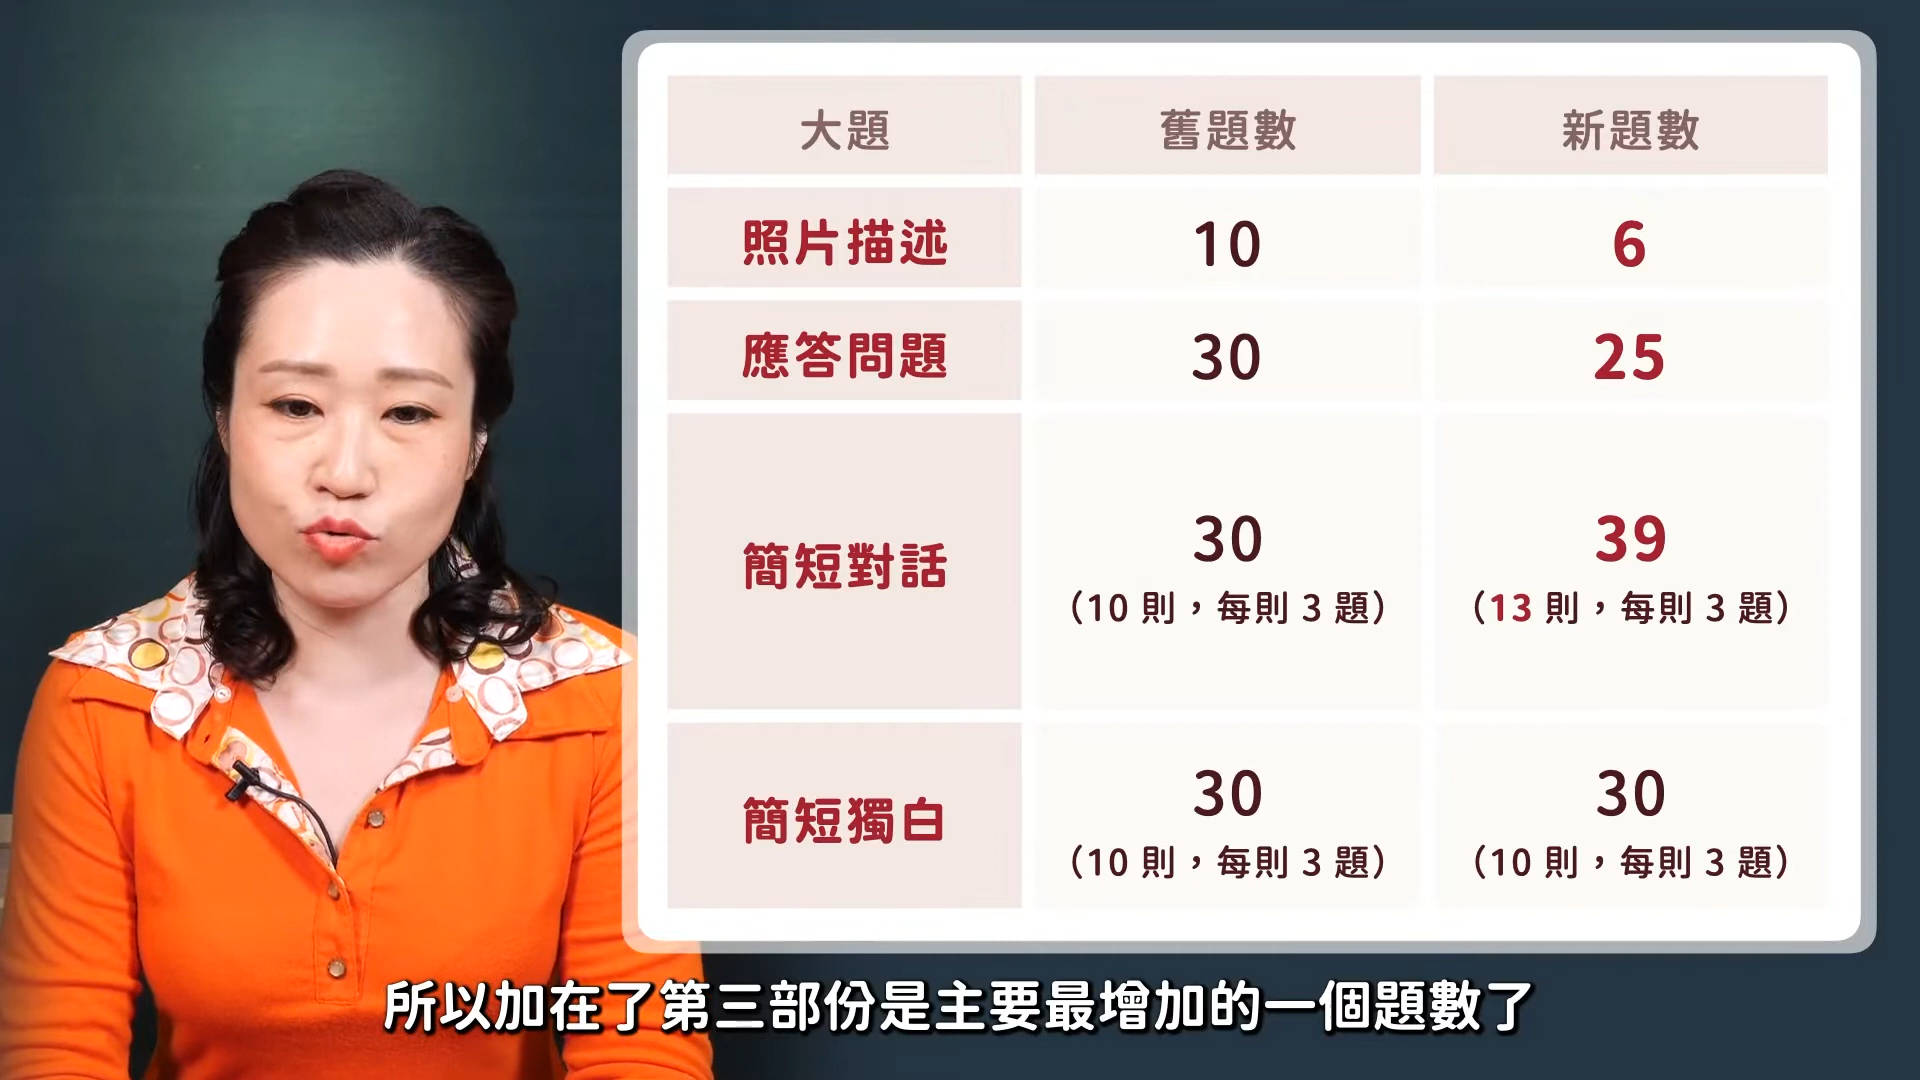 大題 舊題數 新題數
照片描述 10 6
應答問題 30 25
簡短對話 30 39
（10 則，每則 3 題） （13 則，每則 3 題）
簡短獨白 30 30
（10 則，每則 3 題） （10 則，每則 3 題）
所以加在了第三部份是主要最增加的一個題數了